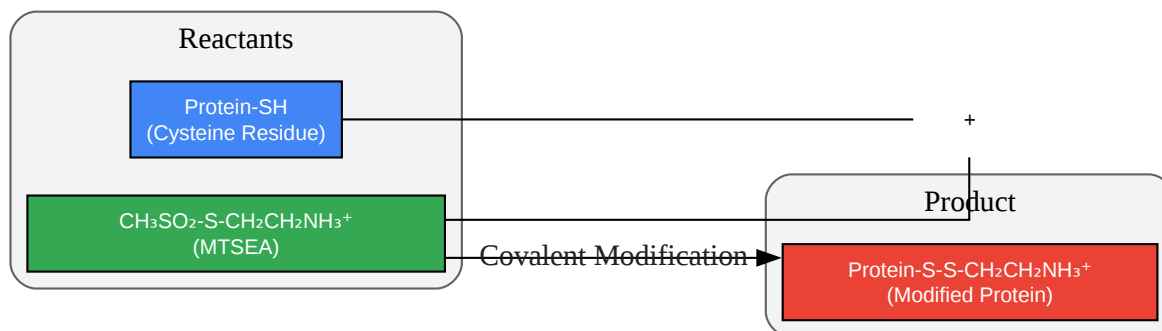 Reactants
Protein-SH
(Cysteine Residue)
+
CH₃SO₂-S-CH₂CH₂NH₃⁺
(MTSEA)
Covalent Modification
Product
Protein-S-S-CH₂CH₂NH₃⁺
(Modified Protein)